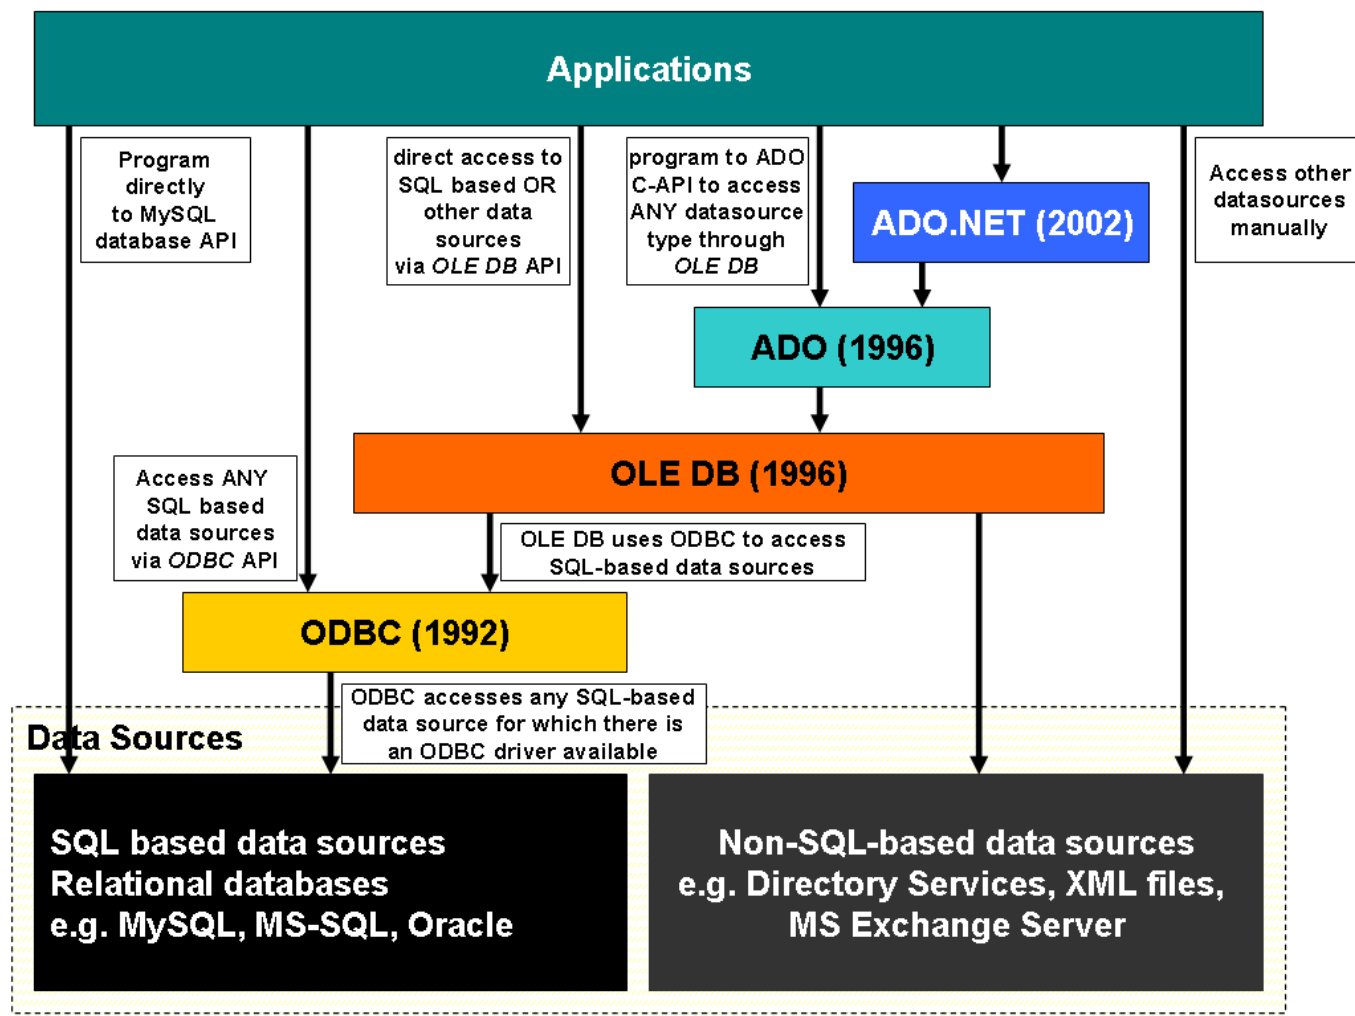 Applications
Program
directly
to MySQL
database API
direct access to
SQL based OR
other data
sources
via OLE DB API
program to ADO
C-API to access
ANY datasource
type through
OLE DB
ADO.NET (2002)
Access other
datasources
manually
ADO (1996)
OLE DB (1996)
Access ANY
SQL based
data sources
via ODBC API
OLE DB uses ODBC to access
SQL-based data sources
ODBC (1992)
ODBC accesses any SQL-based
data source for which there is
an ODBC driver available
Data Sources
SQL based data sources
Relational databases
e.g. MySQL, MS-SQL, Oracle
Non-SQL-based data sources
e.g. Directory Services, XML files,
MS Exchange Server